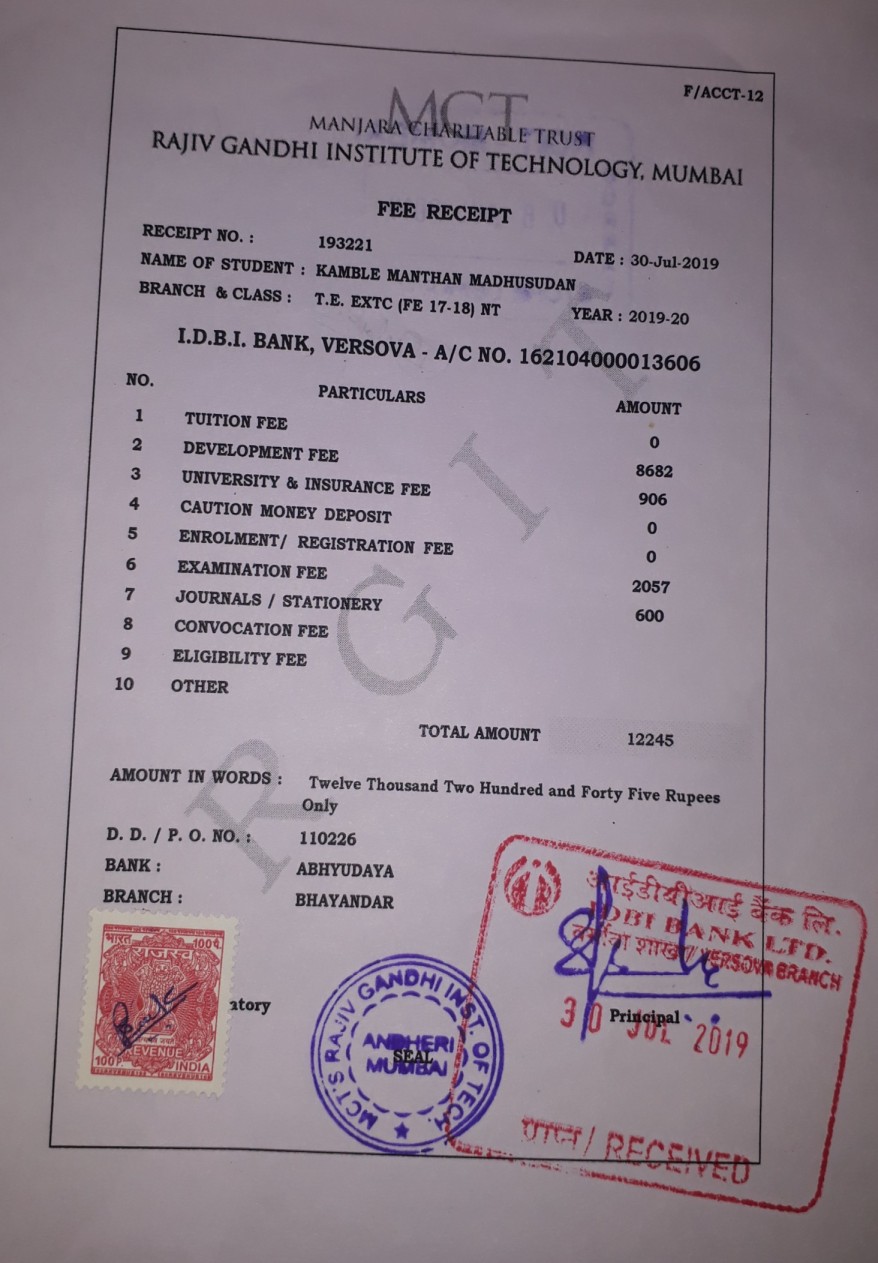 F/ACCT-12
MCT
MANJARA CHARITABLE TRUST
RAJIV GANDHI INSTITUTE OF TECHNOLOGY, MUMBAI
FEE RECEIPT
RECEIPT NO. : 193221 DATE : 30-Jul-2019
NAME OF STUDENT : KAMBLE MANTHAN MADHUSUDAN
BRANCH & CLASS : T.E. EXTC (FE 17-18) NT YEAR : 2019-20
I.D.B.I. BANK, VERSOVA - A/C NO. 162104000013606
NO. PARTICULARS AMOUNT
1 TUITION FEE 0
2 DEVELOPMENT FEE 8682
3 UNIVERSITY & INSURANCE FEE 906
4 CAUTION MONEY DEPOSIT 0
5 ENROLMENT/ REGISTRATION FEE 0
6 EXAMINATION FEE 2057
7 JOURNALS / STATIONERY 600
8 CONVOCATION FEE
9 ELIGIBILITY FEE
10 OTHER
RGIT
TOTAL AMOUNT 12245
AMOUNT IN WORDS : Twelve Thousand Two Hundred and Forty Five Rupees
Only
D. D. / P. O. NO. : 110226
BANK : ABHYUDAYA
BRANCH : BHAYANDAR
भारत 100पै.
राजस्व
REVENUE
100P. INDIA
atory
MCT'S RAJIV GANDHI INST. OF TECH.
ANDHERI
SEAL
MUMBAI
आईडीबीआई बैंक लि.
IDBI BANK LTD.
वर्सोवा शाखा / VERSOVA BRANCH
Principal
30 JUL 2019
प्राप्त / RECEIVED